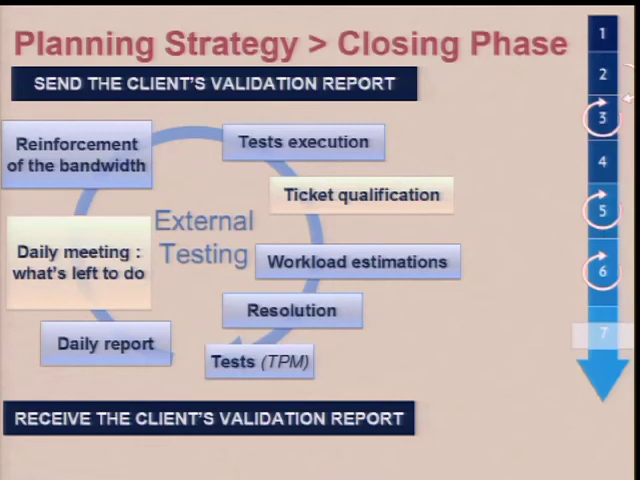 Planning Strategy > Closing Phase
SEND THE CLIENT'S VALIDATION REPORT
Reinforcement
of the bandwidth
Tests execution
Ticket qualification
External
Testing
Daily meeting :
what's left to do
Workload estimations
Resolution
Daily report
Tests (TPM)
RECEIVE THE CLIENT'S VALIDATION REPORT
1
2
3
4
5
6
7